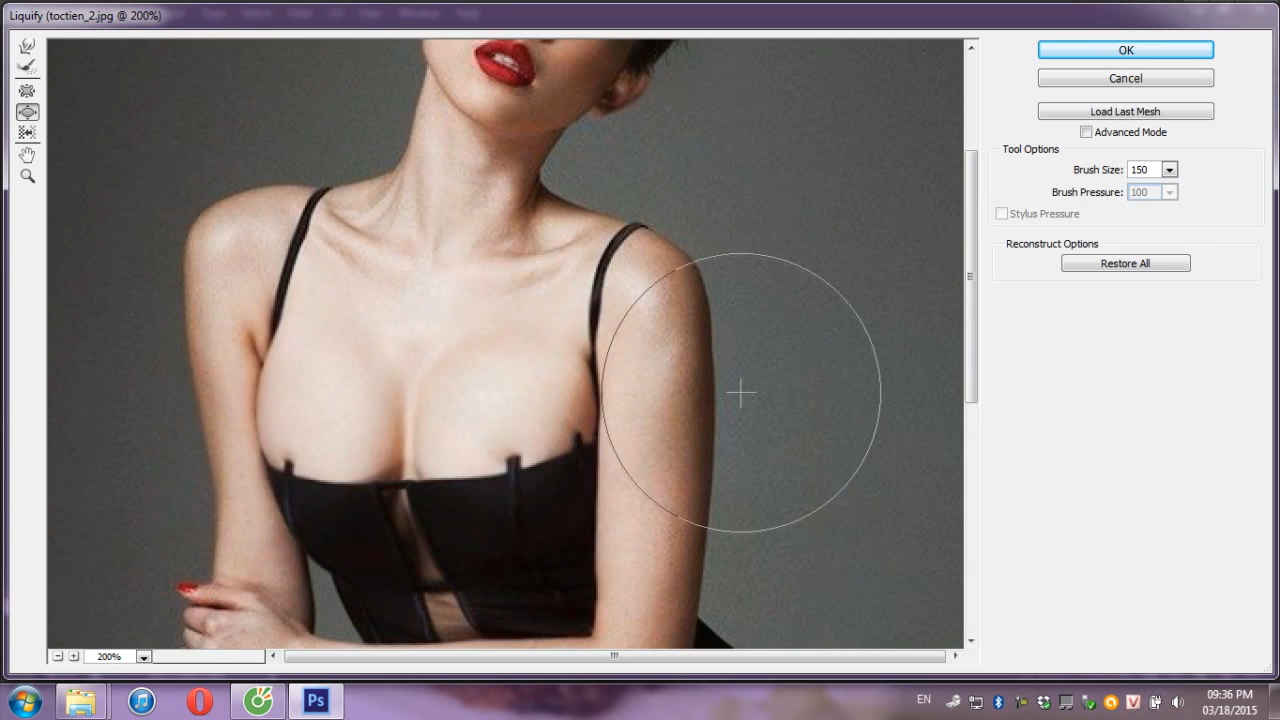 Liquify (toctien_2.jpg @ 200%)
OK
Cancel
Load Last Mesh
Advanced Mode
Tool Options
Brush Size: 150
Brush Pressure: 100
Stylus Pressure
Reconstruct Options
Restore All
200%
Ps
EN
V
09:36 PM
03/18/2015